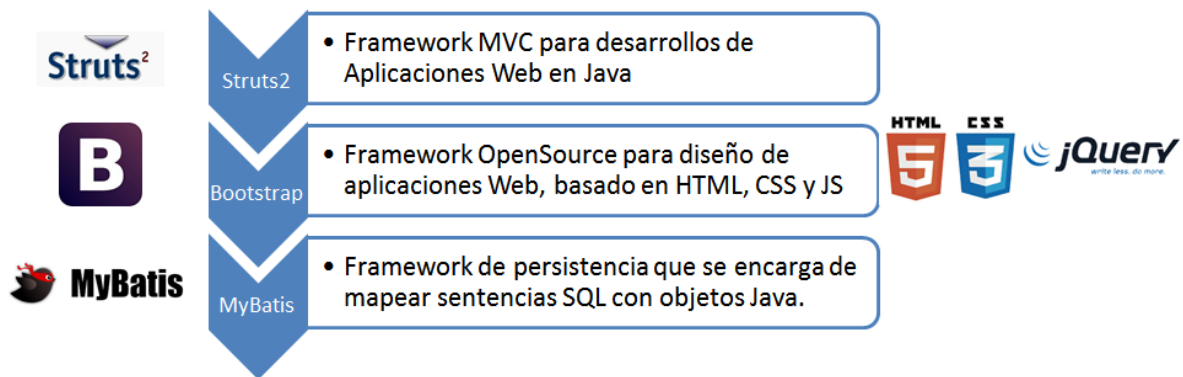 Struts²
Struts2
• Framework MVC para desarrollos de
Aplicaciones Web en Java
B
Bootstrap
• Framework OpenSource para diseño de
aplicaciones Web, basado en HTML, CSS y JS
HTML
5
CSS
3
jQuery
write less. do more.
MyBatis
MyBatis
• Framework de persistencia que se encarga de
mapear sentencias SQL con objetos Java.